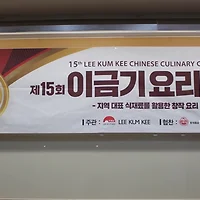 15th LEE KUM KEE CHINESE CULINARY C
제15회 이금기요리
- 지역 대표 식재료를 활용한 창작 요리
주관 : LEE KUM KEE 협찬 :